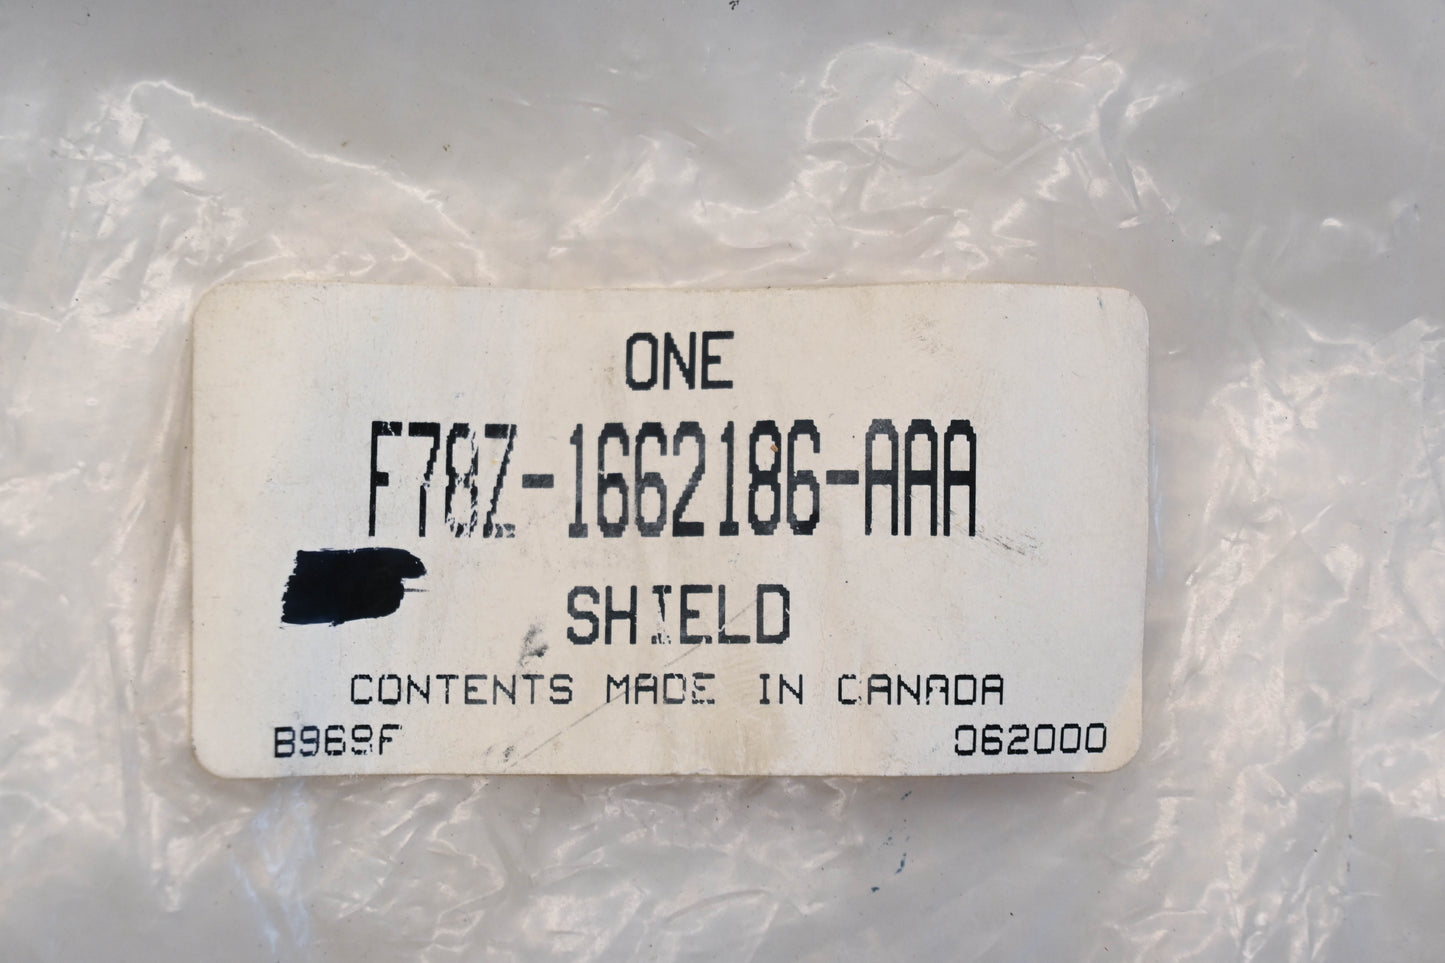 ONE
F78Z-1662186-AAA
SHIELD
CONTENTS MADE IN CANADA
B969F 062000